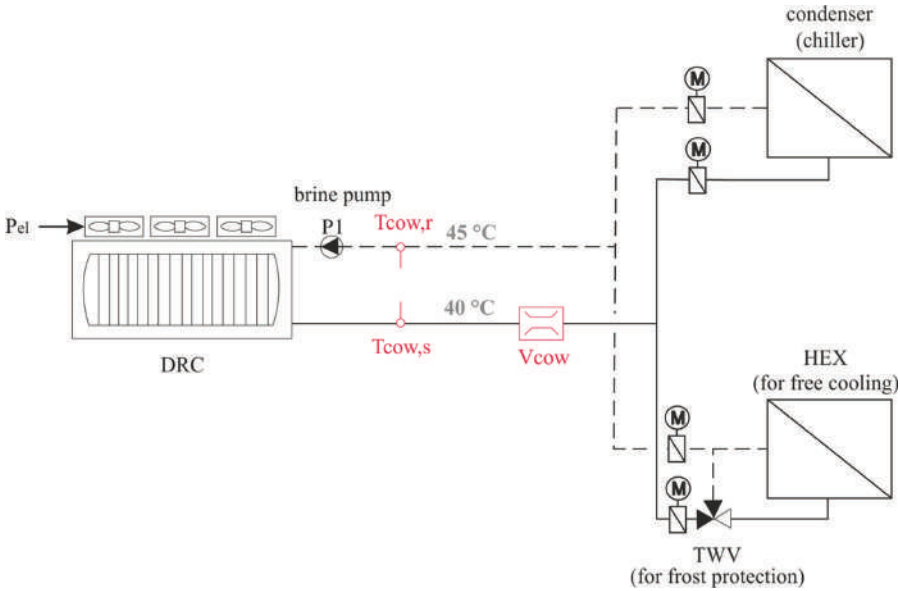 condenser
(chiller)
M
M
brine pump
Pel
P1
Tcow,r
45 °C
40 °C
DRC
Tcow,s
Vcow
HEX
(for free cooling)
M
M
TWV
(for frost protection)